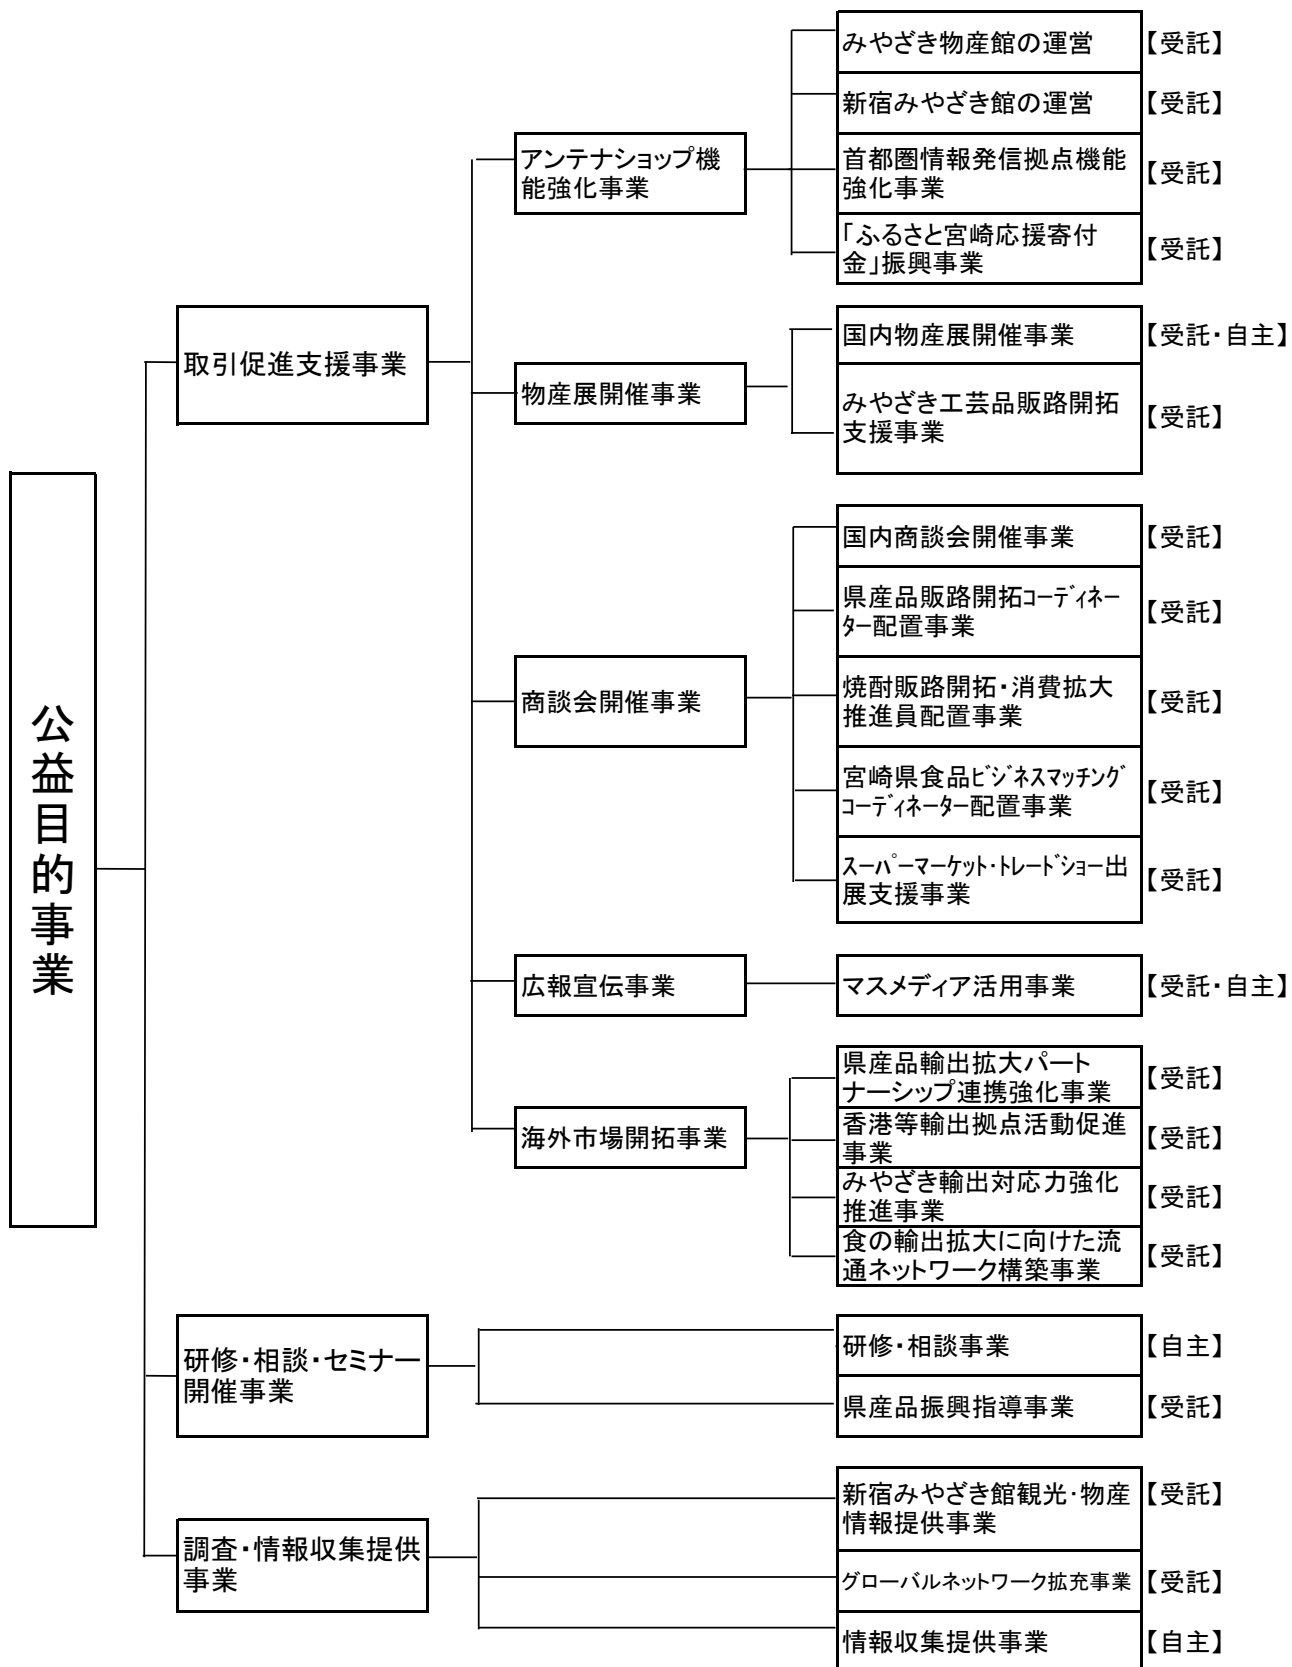 公益目的事業
取引促進支援事業
アンテナショップ機
能強化事業
みやざき物産館の運営
【受託】
新宿みやざき館の運営
【受託】
首都圏情報発信拠点機能
強化事業
【受託】
「ふるさと宮崎応援寄付
金」振興事業
【受託】
物産展開催事業
国内物産展開催事業
【受託・自主】
みやざき工芸品販路開拓
支援事業
【受託】
商談会開催事業
国内商談会開催事業
【受託】
県産品販路開拓ｺｰﾃﾞｨﾈｰ
ﾀｰ配置事業
【受託】
焼酎販路開拓・消費拡大
推進員配置事業
【受託】
宮崎県食品ﾋﾞｼﾞﾈｽﾏｯﾁﾝｸﾞ
ｺｰﾃﾞｨﾈｰﾀｰ配置事業
【受託】
ｽｰﾊﾟｰﾏｰｹｯﾄ・ﾄﾚｰﾄﾞｼｮｰ出
展支援事業
【受託】
広報宣伝事業
マスメディア活用事業
【受託・自主】
海外市場開拓事業
県産品輸出拡大パート
ナーシップ連携強化事業
【受託】
香港等輸出拠点活動促進
事業
【受託】
みやざき輸出対応力強化
推進事業
【受託】
食の輸出拡大に向けた流
通ネットワーク構築事業
【受託】
研修・相談・セミナー
開催事業
研修・相談事業
【自主】
県産品振興指導事業
【受託】
調査・情報収集提供
事業
新宿みやざき館観光・物産
情報提供事業
【受託】
グローバルネットワーク拡充事業
【受託】
情報収集提供事業
【自主】